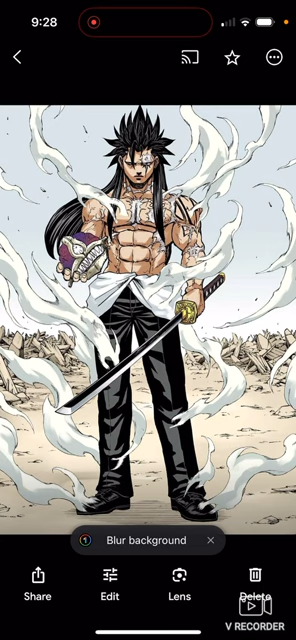 9:28
Blur background
Share
Edit
Lens
Delete
V RECORDER